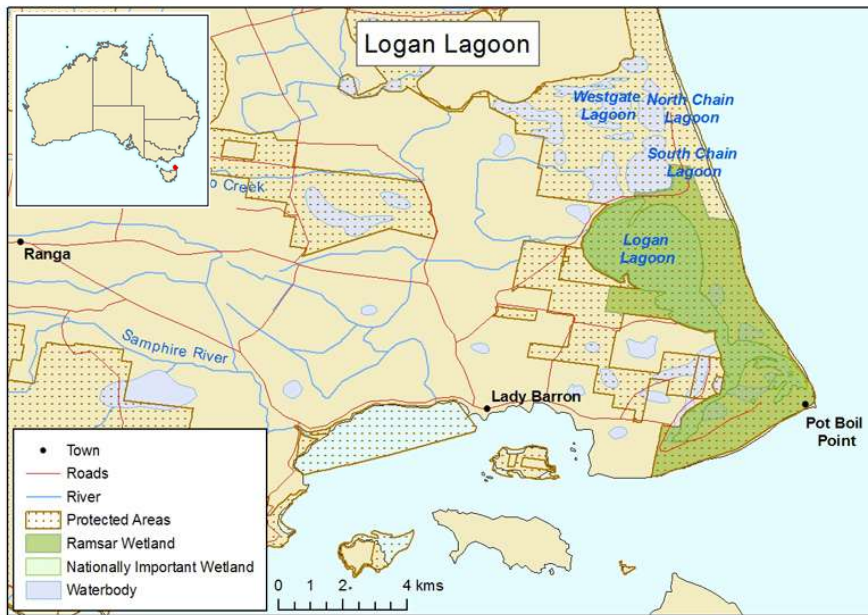 Logan Lagoon
Westgate
Lagoon
North Chain
Lagoon
South Chain
Lagoon
Creek
Logan
Lagoon
Ranga
Samphire River
Lady Barron
Pot Boil
Point
Town
Roads
River
Protected Areas
Ramsar Wetland
Nationally Important Wetland
Waterbody
0 1 2 4 kms